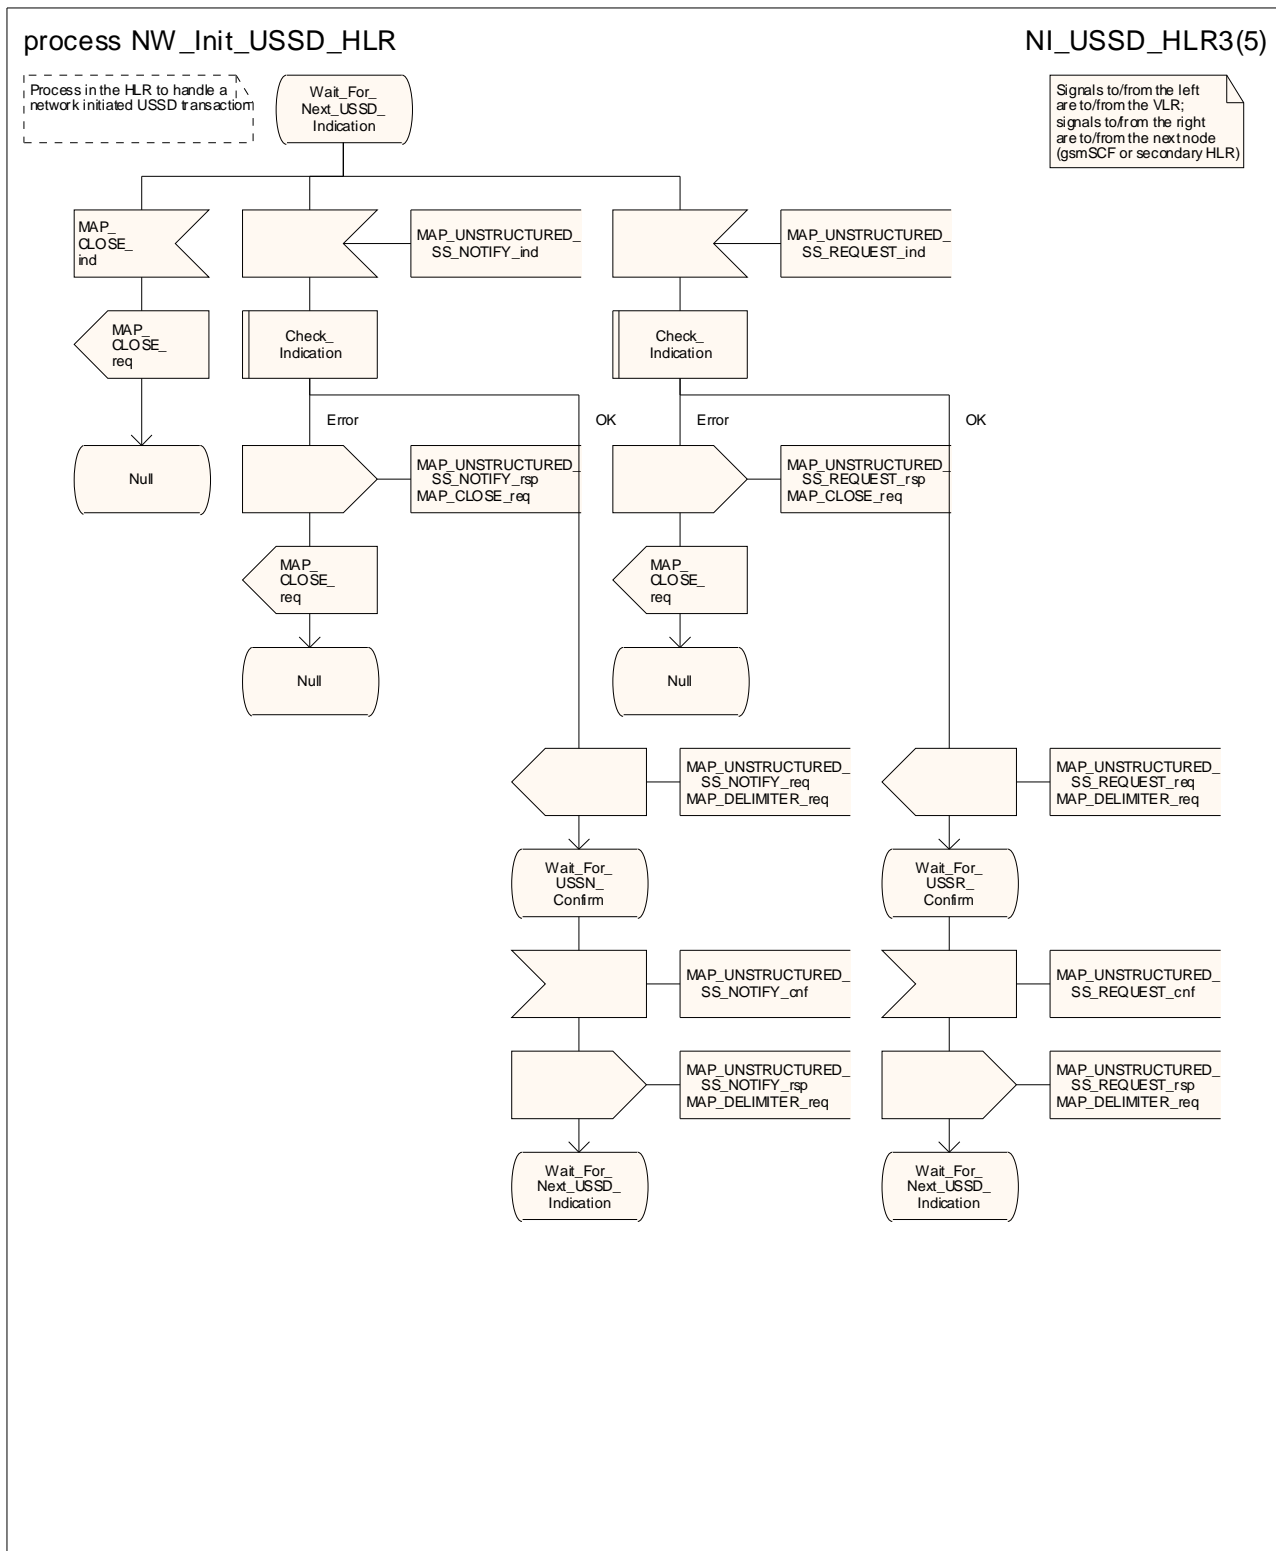 process NW_Init_USSD_HLR
NI_USSD_HLR3(5)
Process in the HLR to handle a
network initiated USSD transaction
Wait_For_
Next_USSD_
Indication
Signals to/from the left
are to/from the VLR;
signals to/from the right
are to/from the next node
(gsmSCF or secondary HLR)
MAP_
CLOSE_
ind
MAP_UNSTRUCTURED_
SS_NOTIFY_ind
MAP_UNSTRUCTURED_
SS_REQUEST_ind
MAP_
CLOSE_
req
Check_
Indication
Check_
Indication
Error
OK
Error
OK
Null
MAP_UNSTRUCTURED_
SS_NOTIFY_rsp
MAP_CLOSE_req
MAP_UNSTRUCTURED_
SS_REQUEST_rsp
MAP_CLOSE_req
MAP_
CLOSE_
req
MAP_
CLOSE_
req
Null
Null
MAP_UNSTRUCTURED_
SS_NOTIFY_req
MAP_DELIMITER_req
MAP_UNSTRUCTURED_
SS_REQUEST_req
MAP_DELIMITER_req
Wait_For_
USSN_
Confirm
Wait_For_
USSR_
Confirm
MAP_UNSTRUCTURED_
SS_NOTIFY_cnf
MAP_UNSTRUCTURED_
SS_REQUEST_cnf
MAP_UNSTRUCTURED_
SS_NOTIFY_rsp
MAP_DELIMITER_req
MAP_UNSTRUCTURED_
SS_REQUEST_rsp
MAP_DELIMITER_req
Wait_For_
Next_USSD_
Indication
Wait_For_
Next_USSD_
Indication